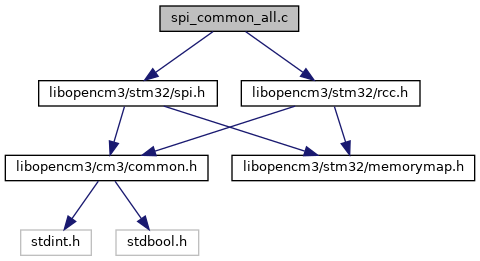 spi_common_all.c
libopencm3/stm32/spi.h
libopencm3/stm32/rcc.h
libopencm3/cm3/common.h
libopencm3/stm32/memorymap.h
stdint.h
stdbool.h